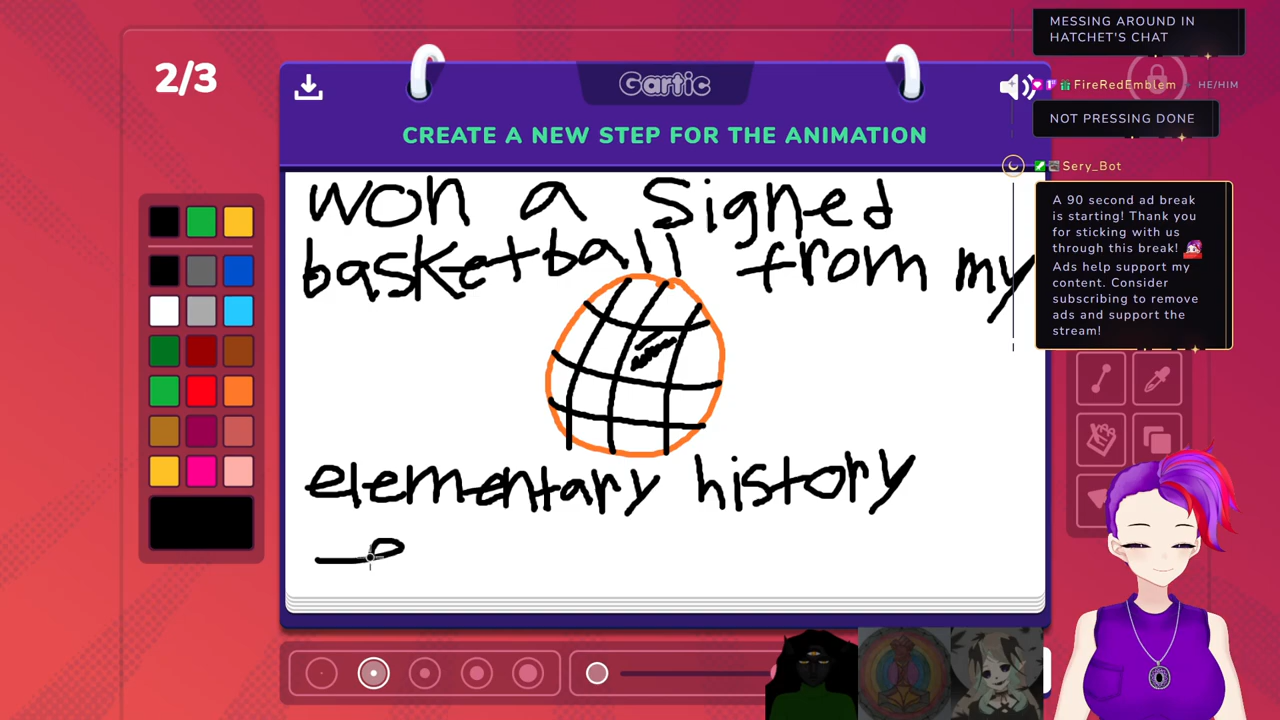 2/3
Gartic
CREATE A NEW STEP FOR THE ANIMATION
won a signed
basketball from my
elementary history
MESSING AROUND IN
HATCHET'S CHAT
FireRedEmblem HE/HIM
NOT PRESSING DONE
Sery_Bot
A 90 second ad break
is starting! Thank you
for sticking with us
through this break!
Ads help support my
content. Consider
subscribing to remove
ads and support the
stream!